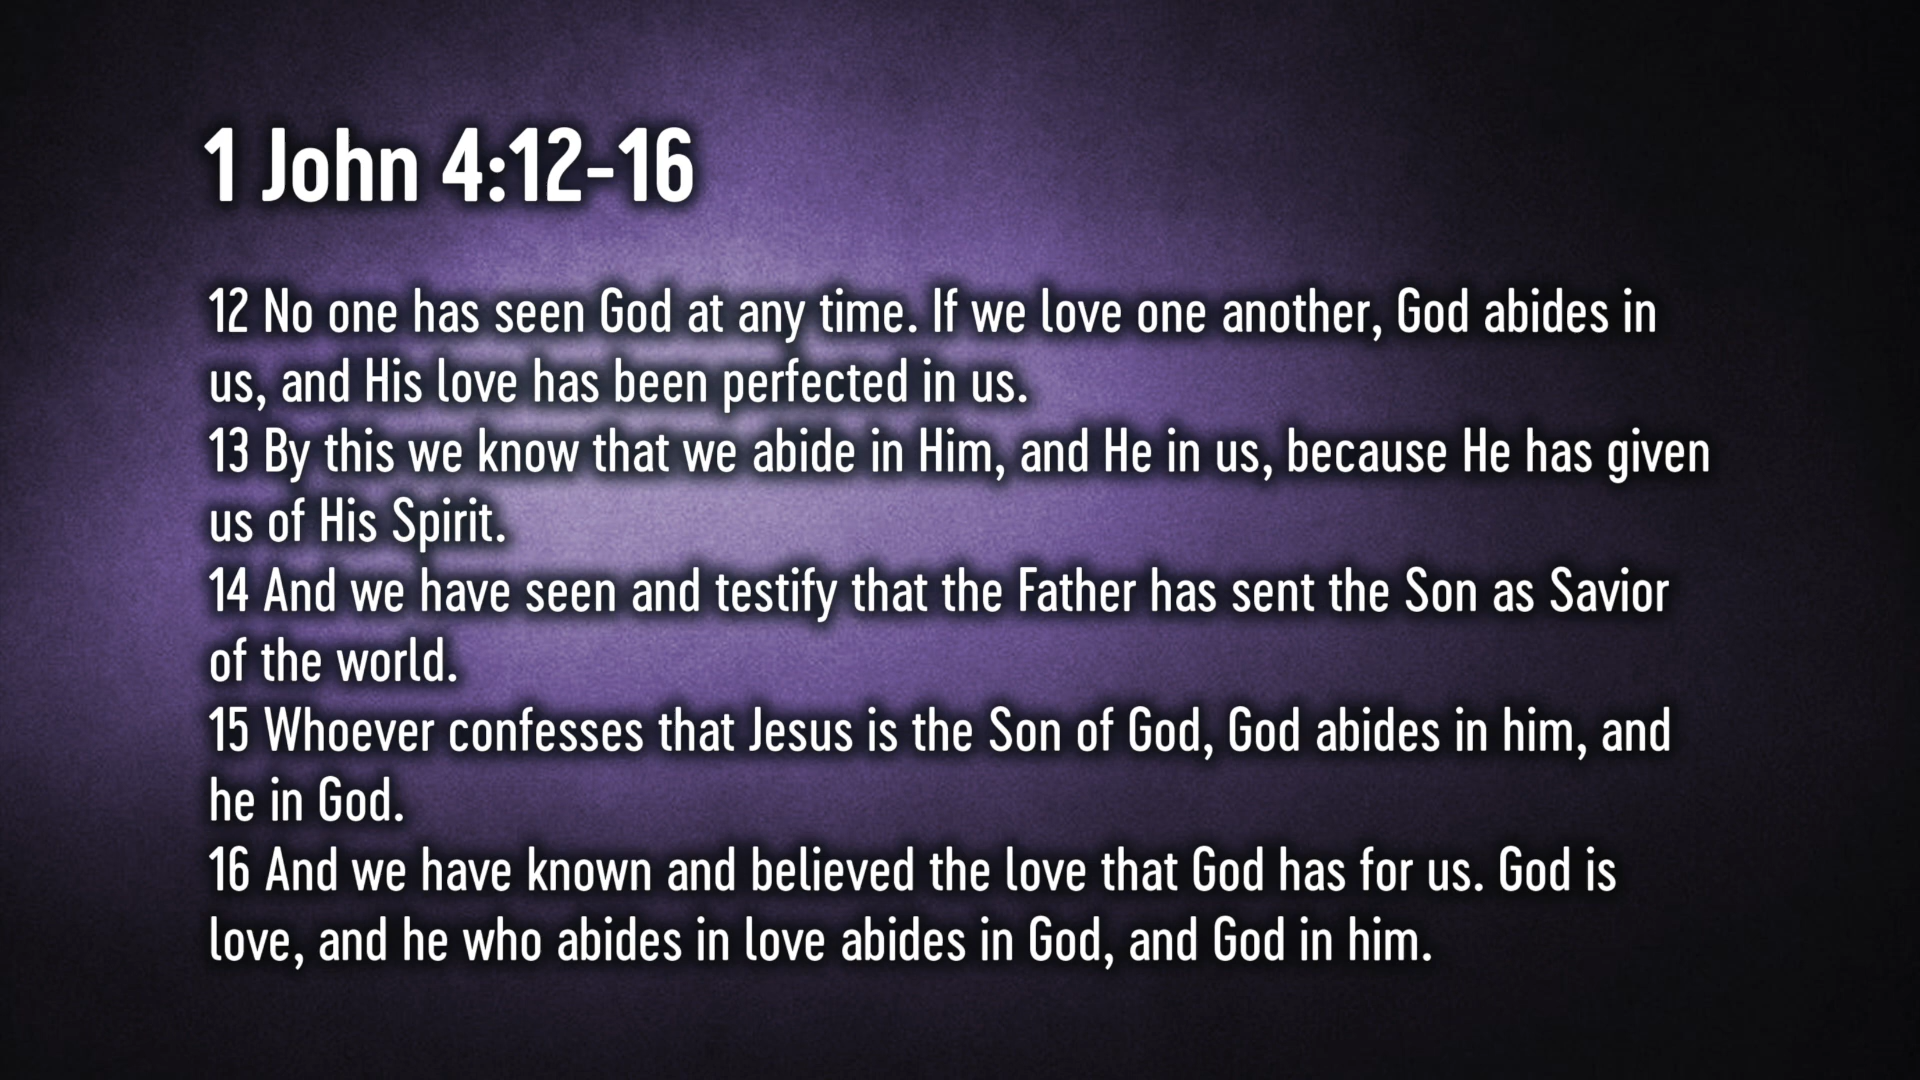 1 John 4:12-16
12 No one has seen God at any time. If we love one another, God abides in
us, and His love has been perfected in us.
13 By this we know that we abide in Him, and He in us, because He has given
us of His Spirit.
14 And we have seen and testify that the Father has sent the Son as Savior
of the world.
15 Whoever confesses that Jesus is the Son of God, God abides in him, and
he in God.
16 And we have known and believed the love that God has for us. God is
love, and he who abides in love abides in God, and God in him.